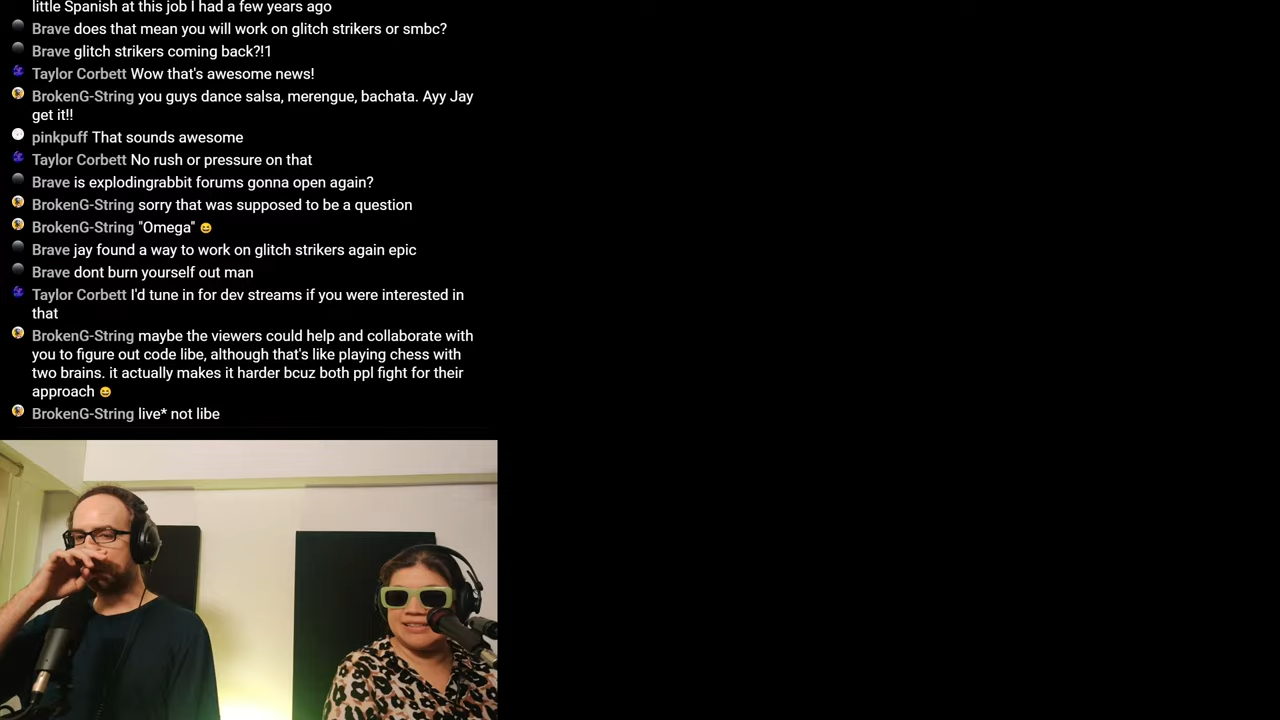 little Spanish at this job I had a few years ago
Brave does that mean you will work on glitch strikers or smbc?
Brave glitch strikers coming back?!1
Taylor Corbett Wow that's awesome news!
BrokenG-String you guys dance salsa, merengue, bachata. Ayy Jay
get it!!
pinkpuff That sounds awesome
Taylor Corbett No rush or pressure on that
Brave is explodingrabbit forums gonna open again?
BrokenG-String sorry that was supposed to be a question
BrokenG-String "Omega" 😆
Brave jay found a way to work on glitch strikers again epic
Brave dont burn yourself out man
Taylor Corbett I'd tune in for dev streams if you were interested in
that
BrokenG-String maybe the viewers could help and collaborate with
you to figure out code libe, although that's like playing chess with
two brains. it actually makes it harder bcuz both ppl fight for their
approach 😆
BrokenG-String live* not libe